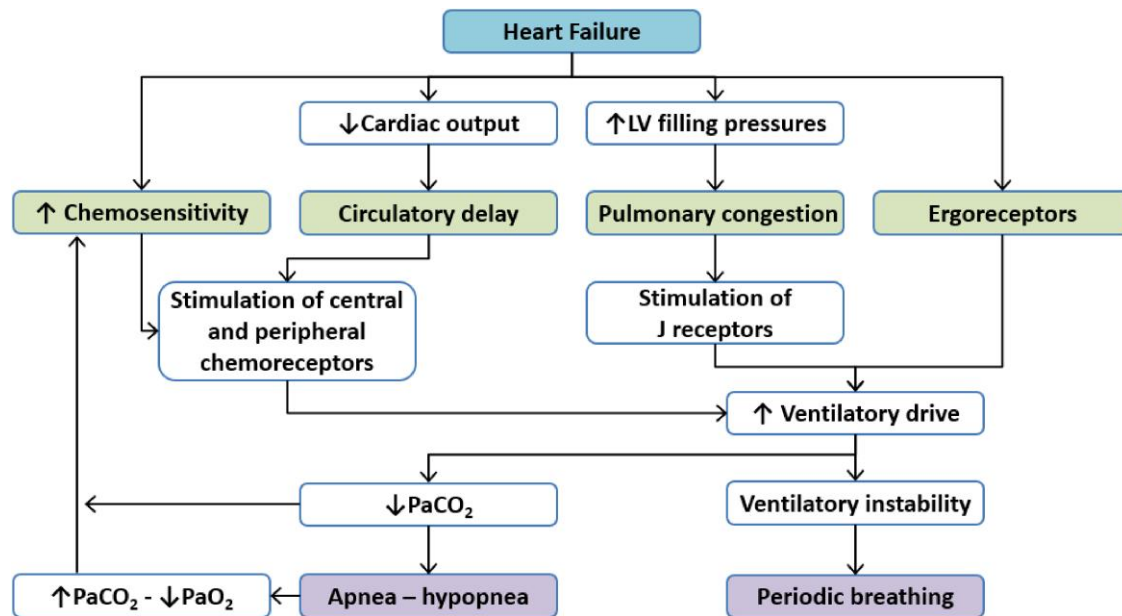 Heart Failure
↓Cardiac output
↑LV filling pressures
↑ Chemosensitivity
Circulatory delay
Pulmonary congestion
Ergoreceptors
Stimulation of central
and peripheral
chemoreceptors
Stimulation of
J receptors
↑ Ventilatory drive
↓PaCO₂
Ventilatory instability
↑PaCO₂ - ↓PaO₂
Apnea – hypopnea
Periodic breathing